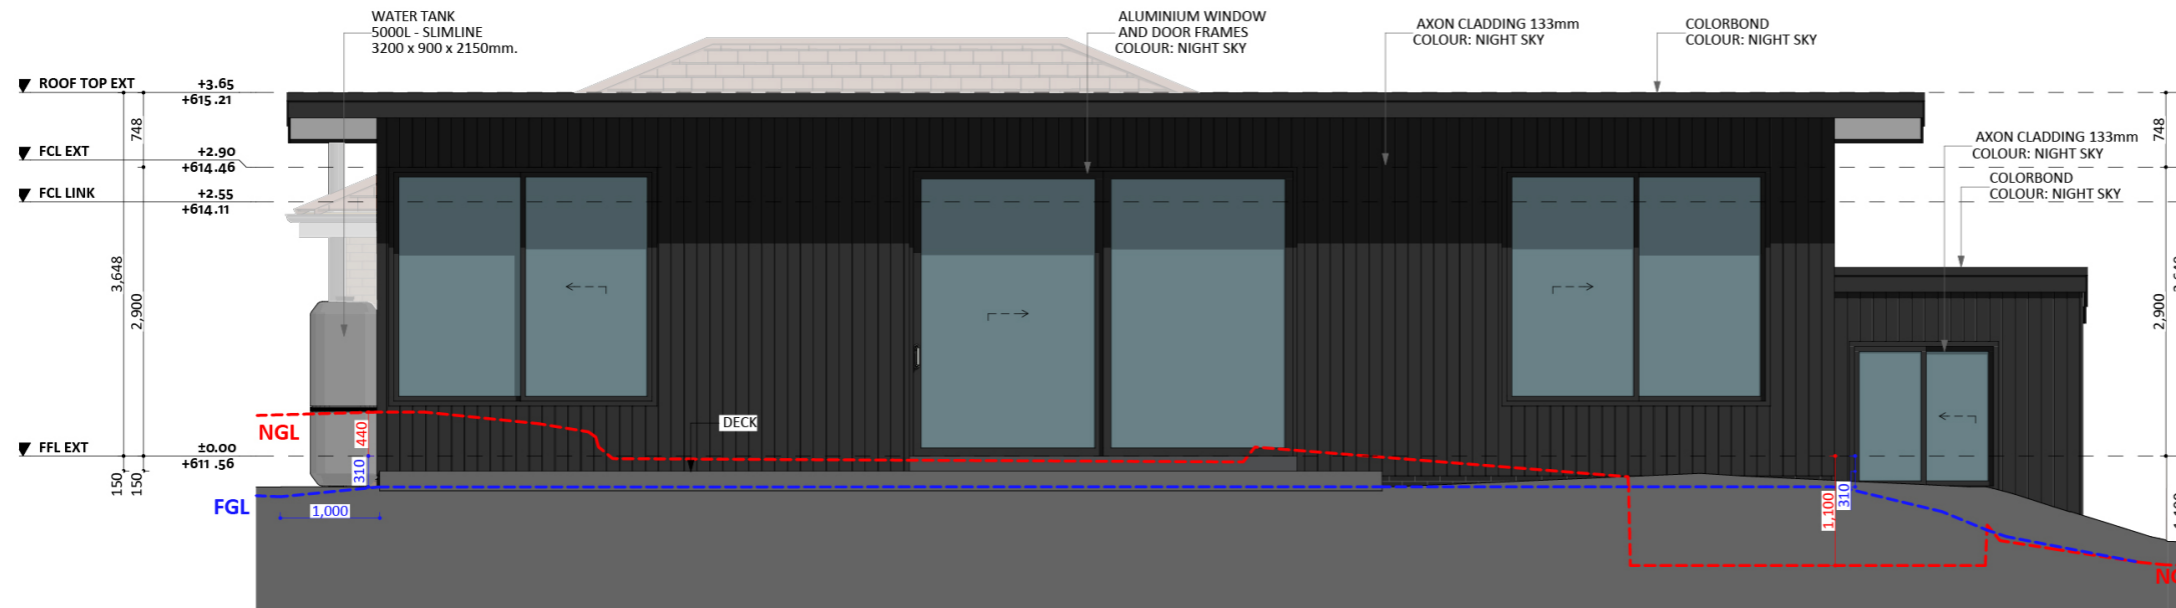 WATER TANK
5000L - SLIMLINE
3200 x 900 x 2150mm.
ALUMINIUM WINDOW
AND DOOR FRAMES
COLOUR: NIGHT SKY
AXON CLADDING 133mm
COLOUR: NIGHT SKY
COLORBOND
COLOUR: NIGHT SKY
ROOF TOP EXT +3.65
+615.21
748
748
FCL EXT +2.90
+614.46
AXON CLADDING 133mm
COLOUR: NIGHT SKY
FCL LINK +2.55
+614.11
COLORBOND
COLOUR: NIGHT SKY
3,648
2,900
2,900
NGL
440
DECK
FFL EXT ±0.00
+611.56
310
150
150
FGL
1,000
1,100
310